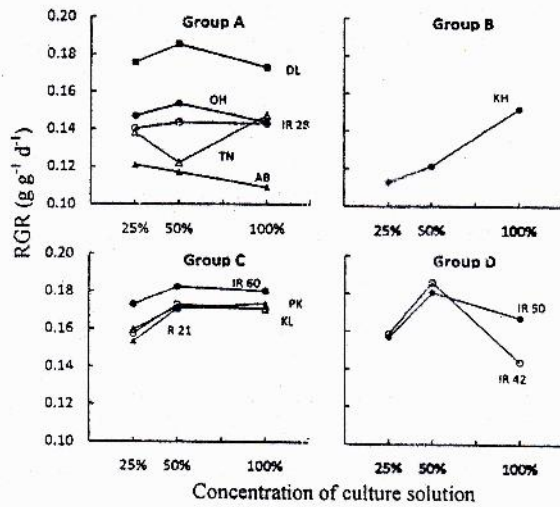 Group A
Group B
RGR (g g⁻¹ d⁻¹)
0.20
0.18
0.16
0.14
0.12
0.10
DL
OH
IR 28
TN
AB
KH
25% 50% 100%
25% 50% 100%
Group C
Group D
0.20
0.18
0.16
0.14
0.12
0.10
IR 60
PK
KL
R 21
IR 50
IR 42
25% 50% 100%
25% 50% 100%
Concentration of culture solution